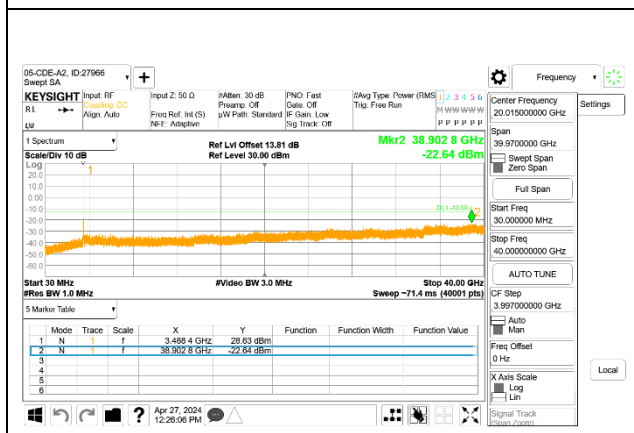 05-CDE-A2, ID:27966
Swept SA
+
Frequency
KEYSIGHT
RL
Input: RF
Coupling: DC
Align: Auto
Input Z: 50 Ω
Freq Ref: Int (S)
NFE: Adaptive
#Atten: 30 dB
Preamp: Off
µW Path: Standard
PNO: Fast
Gate: Off
IF Gain: Low
Sig Track: Off
#Avg Type: Power (RMS
Trig: Free Run
1 2 3 4 5 6
M W W W W W
P P P P P P
Center Frequency
20.015000000 GHz
Settings
Span
39.9700000 GHz
Swept Span
Zero Span
Full Span
Start Freq
30.000000 MHz
Stop Freq
40.000000000 GHz
AUTO TUNE
CF Step
3.997000000 GHz
Auto
Man
Freq Offset
0 Hz
X Axis Scale
Log
Lin
Local
Signal Track
(Span Zoom)
1 Spectrum
Scale/Div 10 dB
Ref Lvl Offset 13.81 dB
Ref Level 30.00 dBm
Mkr2 38.902 8 GHz
-22.64 dBm
Log
1
20.0
10.0
0.00
-10.0
2
-20.0
-30.0
-40.0
-50.0
-60.0
Start 30 MHz
#Video BW 3.0 MHz
Stop 40.00 GHz
#Res BW 1.0 MHz
Sweep ~71.4 ms (40001 pts)
5 Marker Table
Mode Trace Scale X Y Function Function Width Function Value
1 N 1 f 3.488 4 GHz 28.63 dBm
2 N 1 f 38.902 8 GHz -22.64 dBm
3
4
5
6
?
Apr 27, 2024
12:26:06 PM